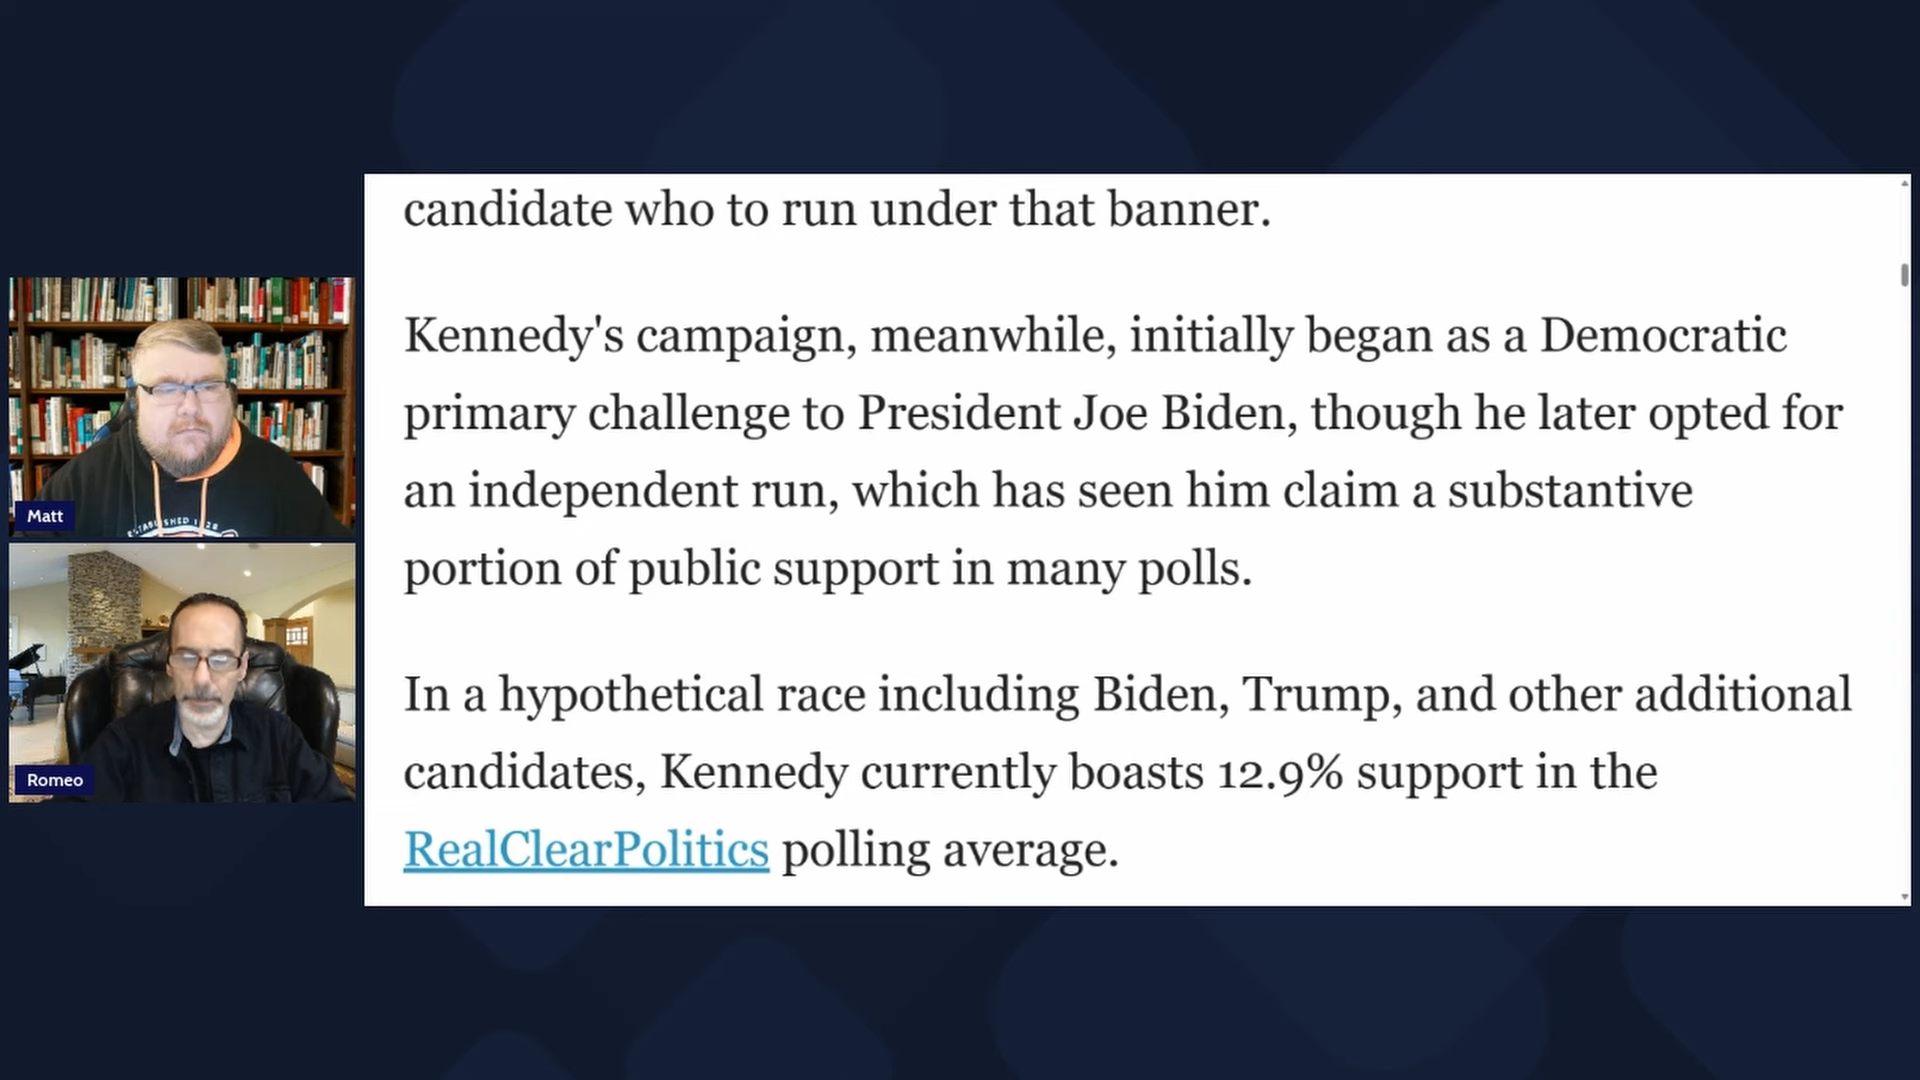 candidate who to run under that banner.
Kennedy's campaign, meanwhile, initially began as a Democratic
primary challenge to President Joe Biden, though he later opted for
an independent run, which has seen him claim a substantive
portion of public support in many polls.
In a hypothetical race including Biden, Trump, and other additional
candidates, Kennedy currently boasts 12.9% support in the
RealClearPolitics polling average.
Matt
Romeo